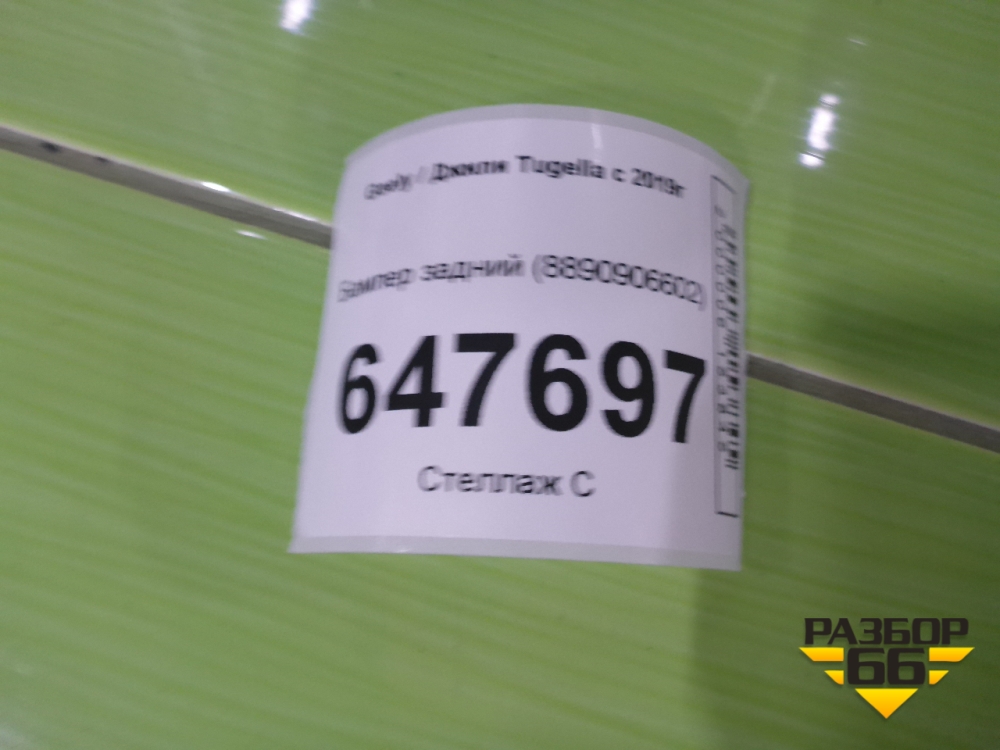 Geely / Джили Tugella с 2019г
Бампер задний (8890906602)
647697
Стеллаж С
РАЗБОР
66